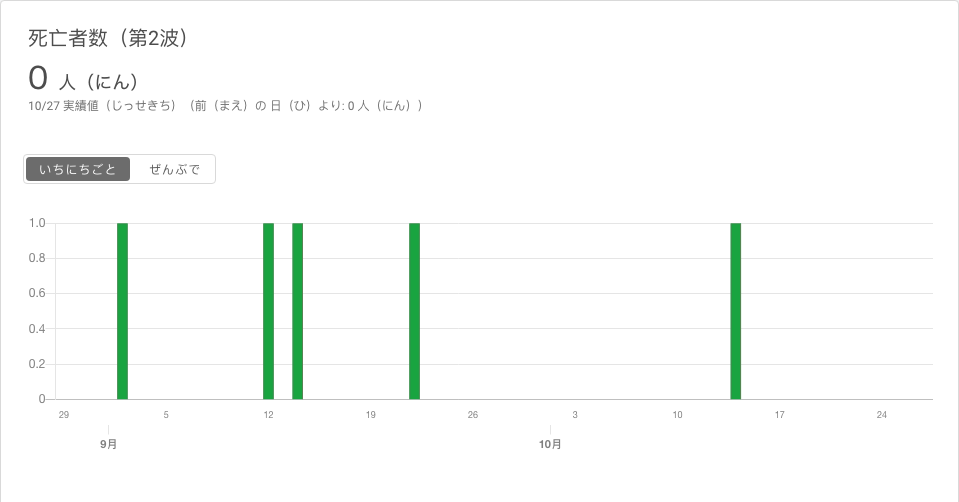 死亡者数（第2波）
0 人（にん）
10/27 実績値（じっせきち）（前（まえ）の 日（ひ）より: 0 人（にん））
いちにちごと ぜんぶで
1.0
0.8
0.6
0.4
0.2
0
29 5 12 19 26 3 10 17 24
9月 10月